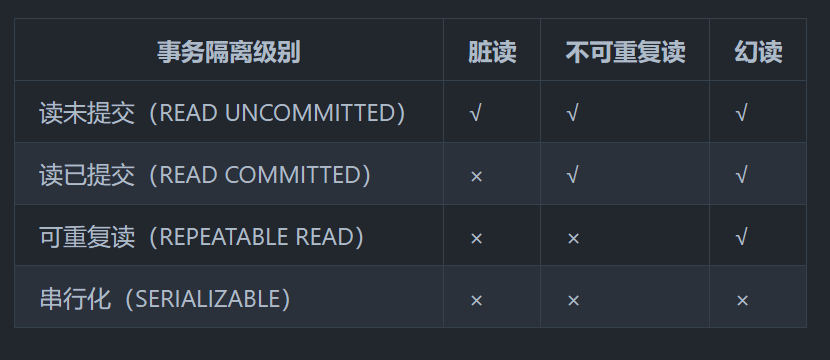 事务隔离级别 脏读 不可重复读 幻读
读未提交（READ UNCOMMITTED） √ √ √
读已提交（READ COMMITTED） × √ √
可重复读（REPEATABLE READ） × × √
串行化（SERIALIZABLE） × × ×